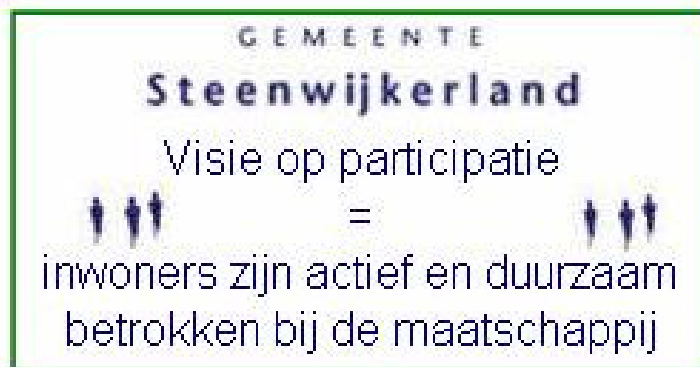 GEMEENTE
Steenwijkerland
Visie op participatie
=
inwoners zijn actief en duurzaam
betrokken bij de maatschappij